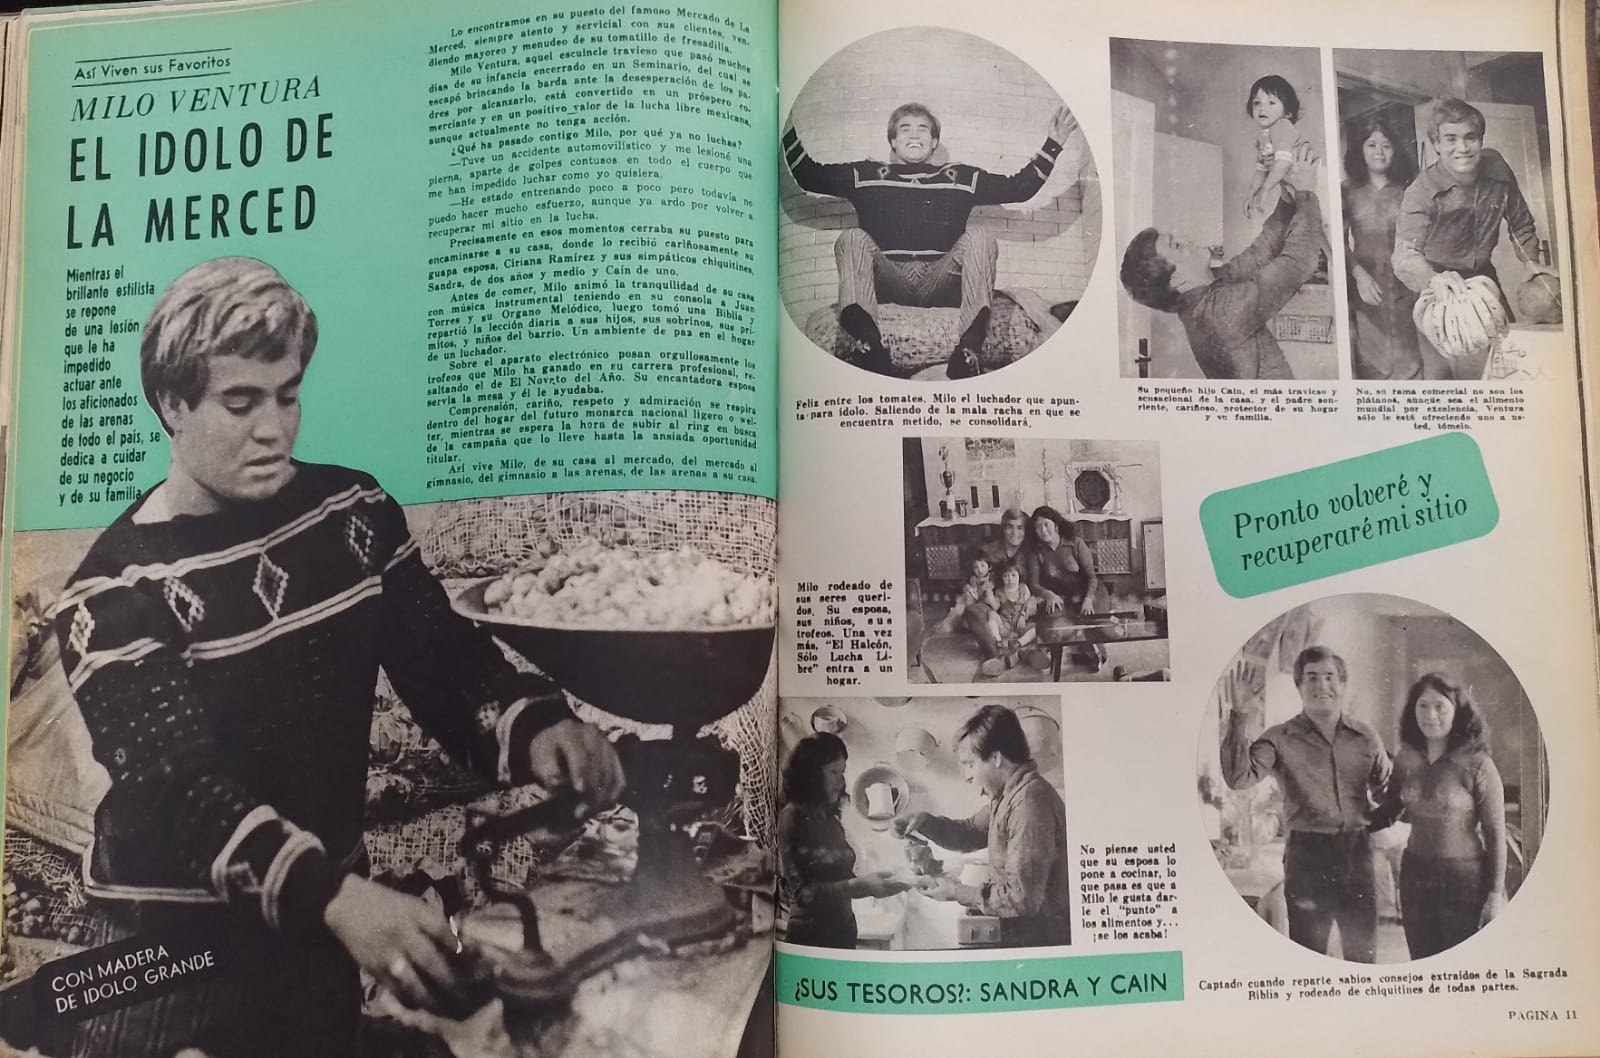 Así Viven sus Favoritos
MILO VENTURA
EL IDOLO DE
LA MERCED
Mientras el
brillante estilista
se repone
de una lesión
que le ha
impedido
actuar ante
los aficionados
de las arenas
de todo el país, se
dedica a cuidar
de su negocio
y de su familia
CON MADERA
DE IDOLO GRANDE
Lo encontramos en su puesto del famoso Mercado de La
Merced, siempre atento y servicial con sus clientes, ven-
diendo mayoreo y menudeo de su tomatillo de fresadilla.
Milo Ventura, aquel escuincle travieso que pasó muchos
días de su infancia encerrado en un Seminario, del cual se
escapó brincando la barda ante la desesperación de los pa-
dres por alcanzarlo, está convertido en un próspero co-
merciante y en un positivo valor de la lucha libre mexicana,
aunque actualmente no tenga acción.
¿Qué ha pasado contigo Milo, por qué ya no luchas?
—Tuve un accidente automovilístico y me lesioné una
pierna, aparte de golpes contusos en todo el cuerpo que
me han impedido luchar como yo quisiera.
—He estado entrenando poco a poco pero todavía no
puedo hacer mucho esfuerzo, aunque ya ardo por volver a
recuperar mi sitio en la lucha.
Precisamente en esos momentos cerraba su puesto para
encaminarse a su casa, donde lo recibió cariñosamente su
guapa esposa, Ciriana Ramírez y sus simpáticos chiquitines,
Sandra, de dos años y medio y Caín de uno.
Antes de comer, Milo animó la tranquilidad de su casa
con música instrumental teniendo en su consola a Juan
Torres y su Organo Melódico, luego tomó una Biblia y
repartió la lección diaria a sus hijos, sus sobrinos, sus pri-
mitos, y niños del barrio. Un ambiente de paz en el hogar
de un luchador.
Sobre el aparato electrónico posan orgullosamente los
trofeos que Milo ha ganado en su carrera profesional, re-
saltando el de El Novato del Año. Su encantadora esposa
servía la mesa y él le ayudaba.
Comprensión, cariño, respeto y admiración se respira
dentro del hogar del futuro monarca nacional ligero o wel-
ter, mientras se espera la hora de subir al ring en busca
de la campaña que lo lleve hasta la ansiada oportunidad
titular.
Así vive Milo, de su casa al mercado, del mercado al
gimnasio, del gimnasio a las arenas, de las arenas a su casa.
Feliz entre los tomates. Milo el luchador que apun-
ta para ídolo. Saliendo de la mala racha en que se
encuentra metido, se consolidará.
Su pequeño hijo Caín, el más travieso y
sensacional de la casa, y el padre son-
riente, cariñoso, protector de su hogar
y su familia.
No, su rama comercial no son los
plátanos, aunque sea el alimento
mundial por excelencia, Ventura
sólo le está ofreciendo uno a us-
ted, tómelo.
Milo rodeado de
sus seres queri-
dos. Su esposa,
sus niños, sus
trofeos. Una vez
más, "El Halcón,
Sólo Lucha Li-
bre" entra a un
hogar.
Pronto volveré y
recuperaré mi sitio
No piense usted
que su esposa lo
pone a cocinar, lo
que pasa es que a
Milo le gusta dar-
le el "punto" a
los alimentos y...
¡se los acaba!
¿SUS TESOROS?: SANDRA Y CAIN
Captado cuando reparte sabios consejos extraídos de la Sagrada
Biblia y rodeado de chiquitines de todas partes.
PAGINA 11